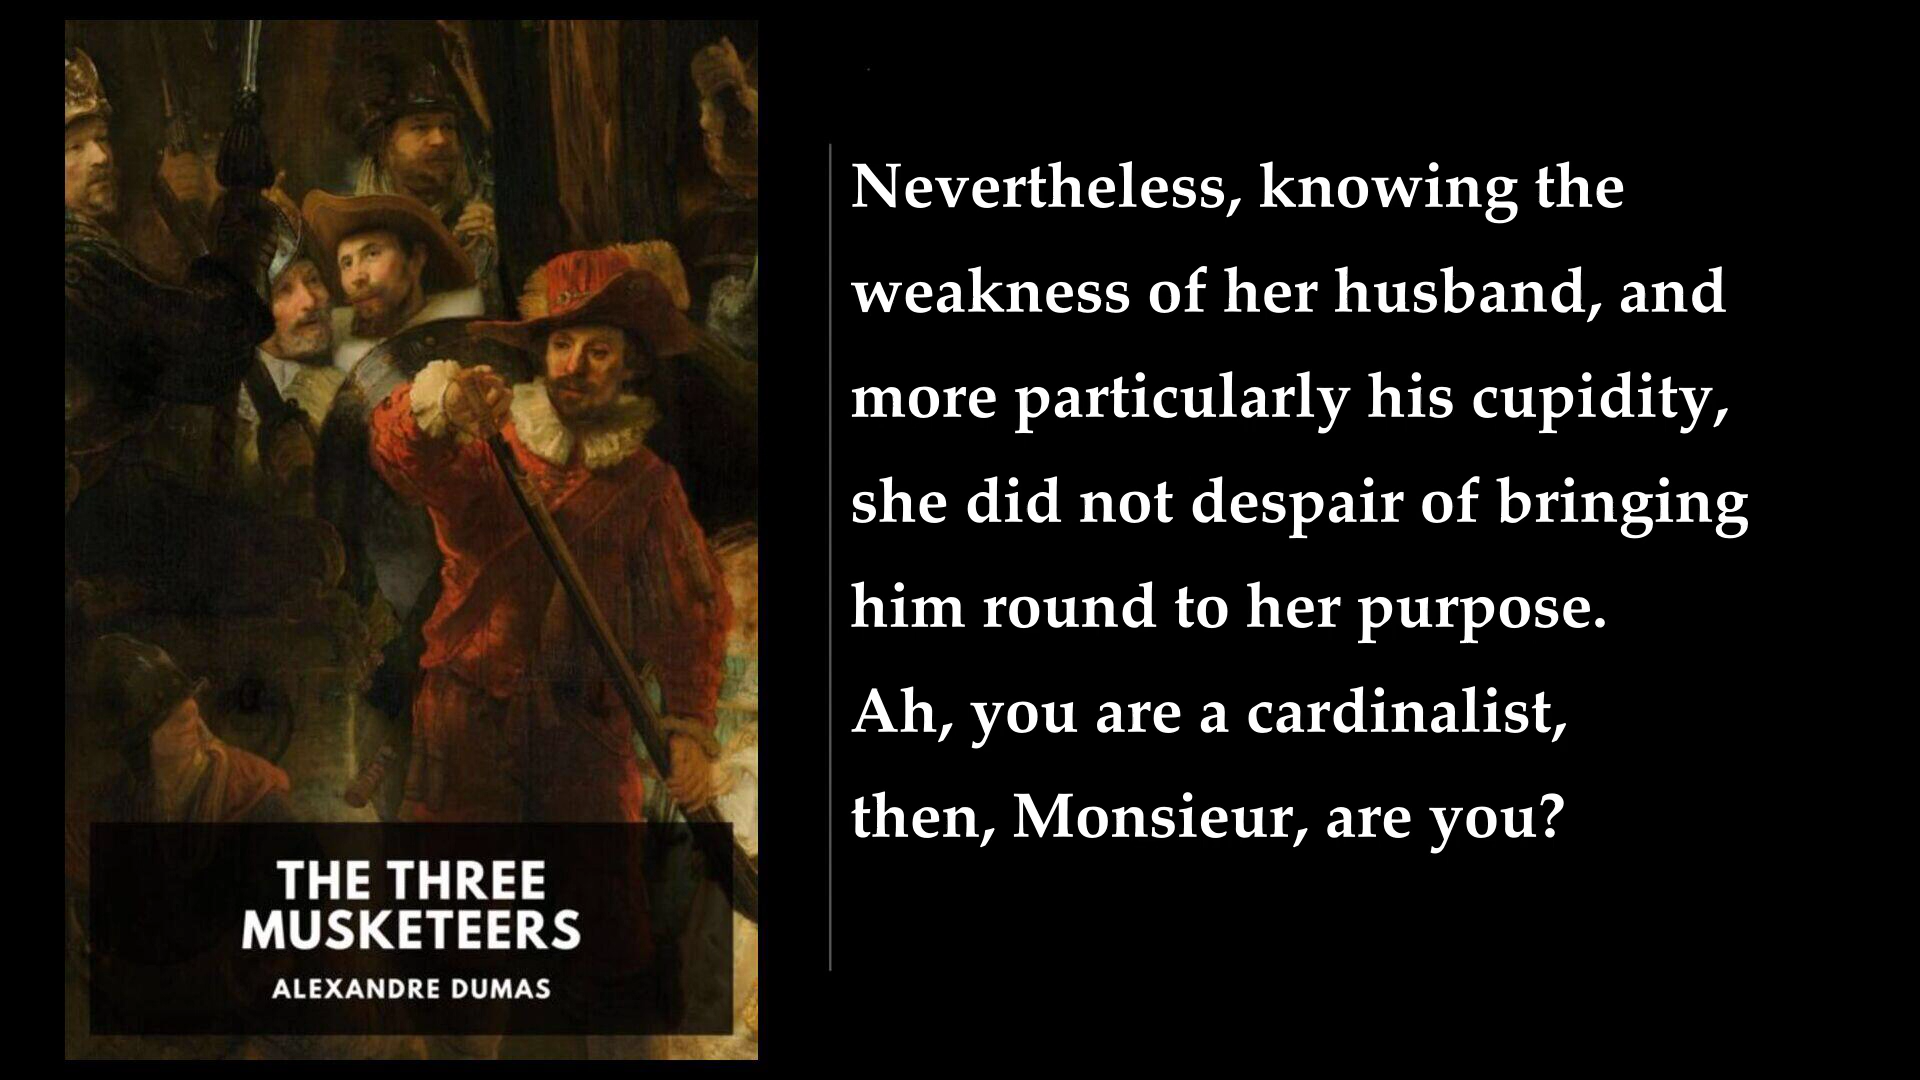 THE THREE
MUSKETEERS
ALEXANDRE DUMAS
Nevertheless, knowing the
weakness of her husband, and
more particularly his cupidity,
she did not despair of bringing
him round to her purpose.
Ah, you are a cardinalist,
then, Monsieur, are you?